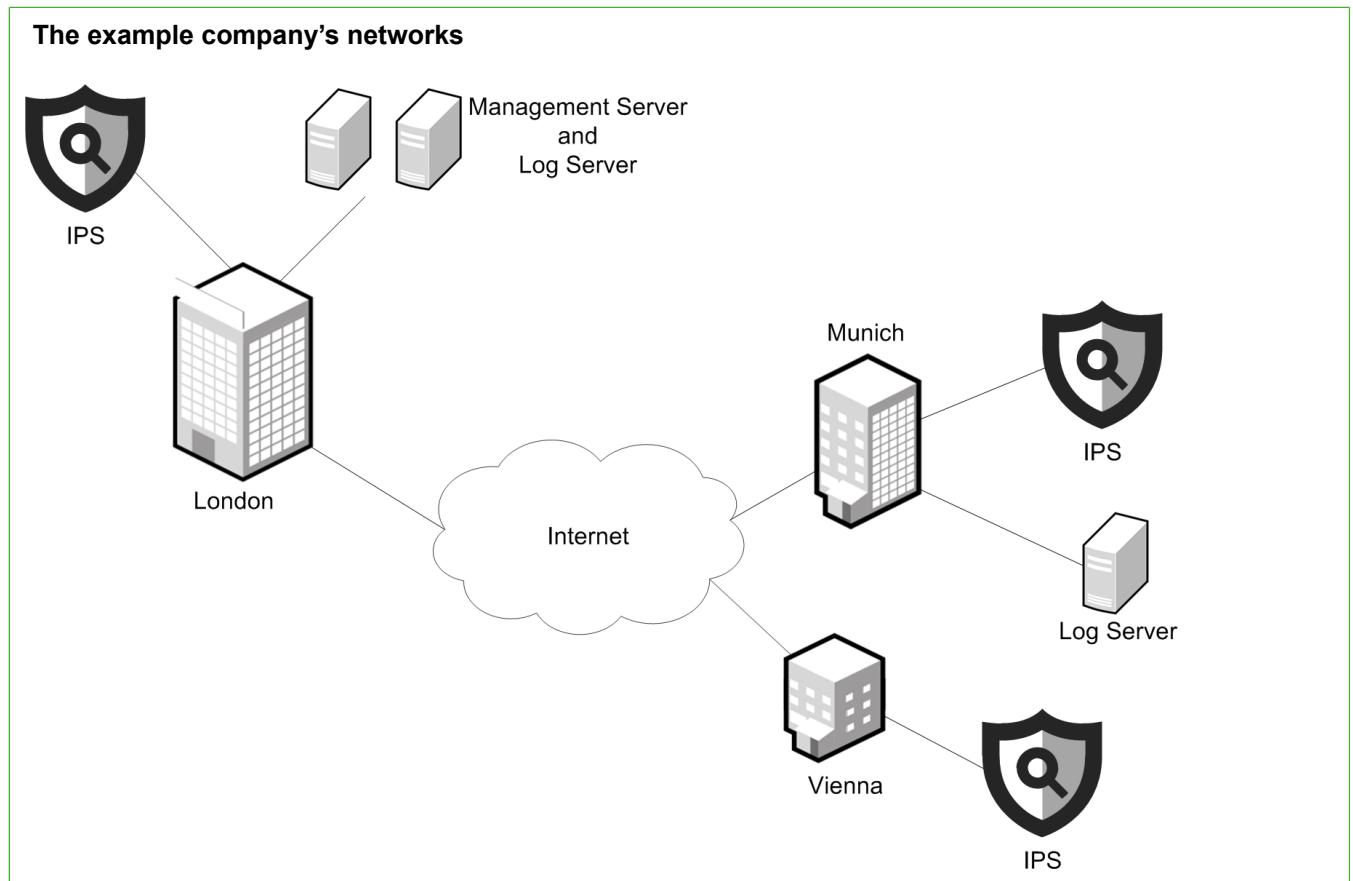 The example company’s networks
Management Server
and
Log Server
IPS
Munich
IPS
London
Internet
Log Server
Vienna
IPS